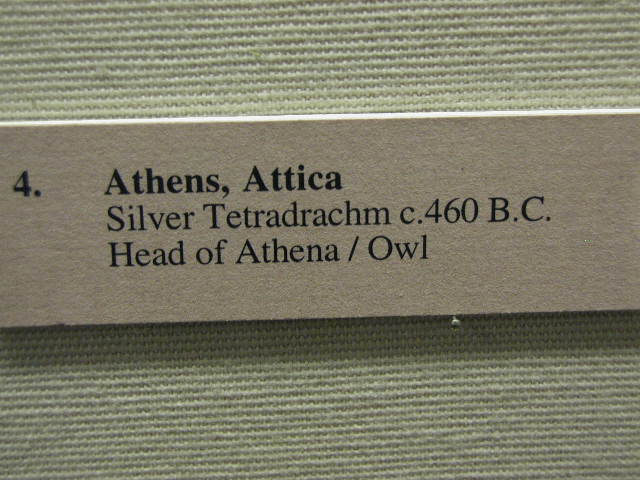 4. Athens, Attica
Silver Tetradrachm c.460 B.C.
Head of Athena / Owl